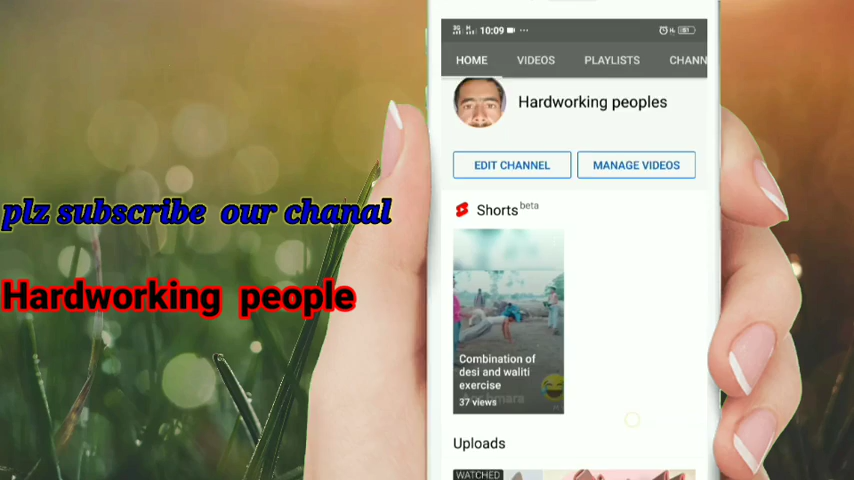 10:09
HOME VIDEOS PLAYLISTS CHANN
Hardworking peoples
EDIT CHANNEL MANAGE VIDEOS
plz subscribe our chanal
Shorts beta
Hardworking people
Combination of
desi and waliti
exercise
37 views
Uploads
WATCHED